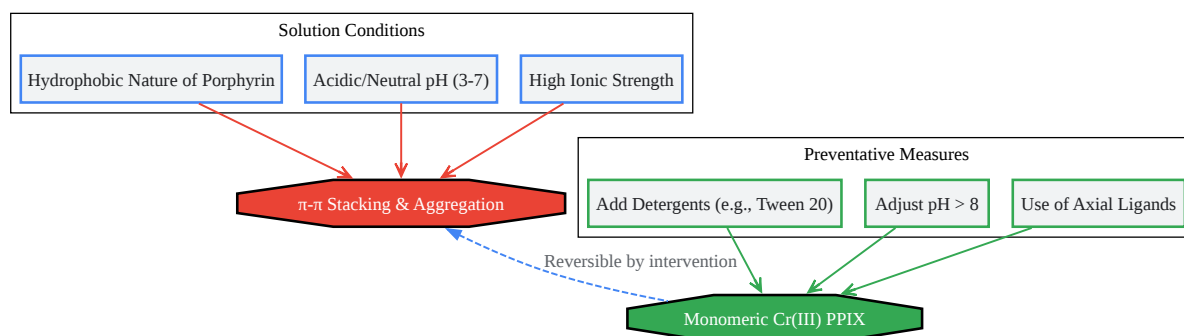 Solution Conditions
Hydrophobic Nature of Porphyrin
Acidic/Neutral pH (3-7)
High Ionic Strength
Preventative Measures
π-π Stacking & Aggregation
Add Detergents (e.g., Tween 20)
Adjust pH > 8
Use of Axial Ligands
Reversible by intervention
Monomeric Cr(III) PPIX